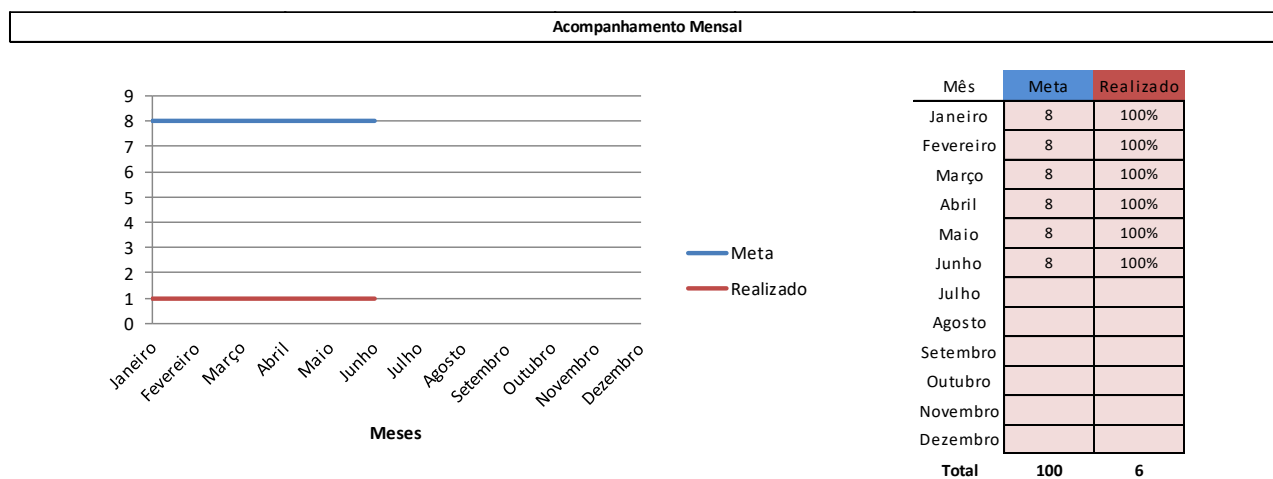 Acompanhamento Mensal
9
8
7
6
5
4
3
2
1
0
Janeiro
Fevereiro
Março
Abril
Maio
Junho
Julho
Agosto
Setembro
Outubro
Novembro
Dezembro
Meses
Meta
Realizado
Mês Meta Realizado
Janeiro 8 100%
Fevereiro 8 100%
Março 8 100%
Abril 8 100%
Maio 8 100%
Junho 8 100%
Julho
Agosto
Setembro
Outubro
Novembro
Dezembro
Total 100 6